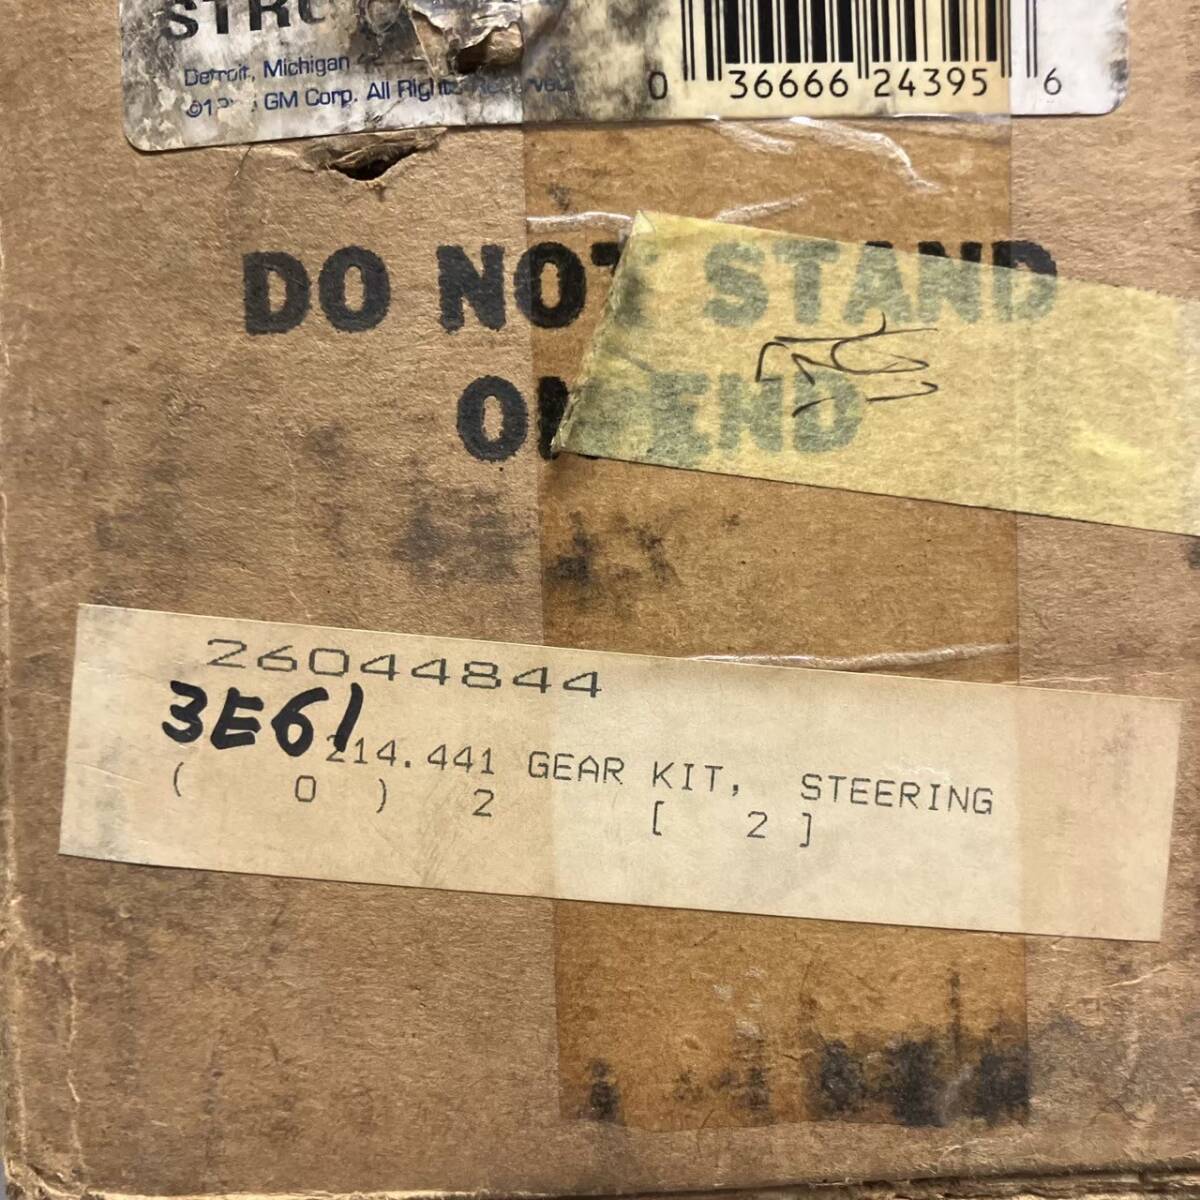 Detroit, Michigan
GM Corp. All Rights Reserved
0 36666 24395 6
DO NOT STAND
ON END
26044844
3E61
214.441 GEAR KIT, STEERING
( 0 ) 2 [ 2 ]